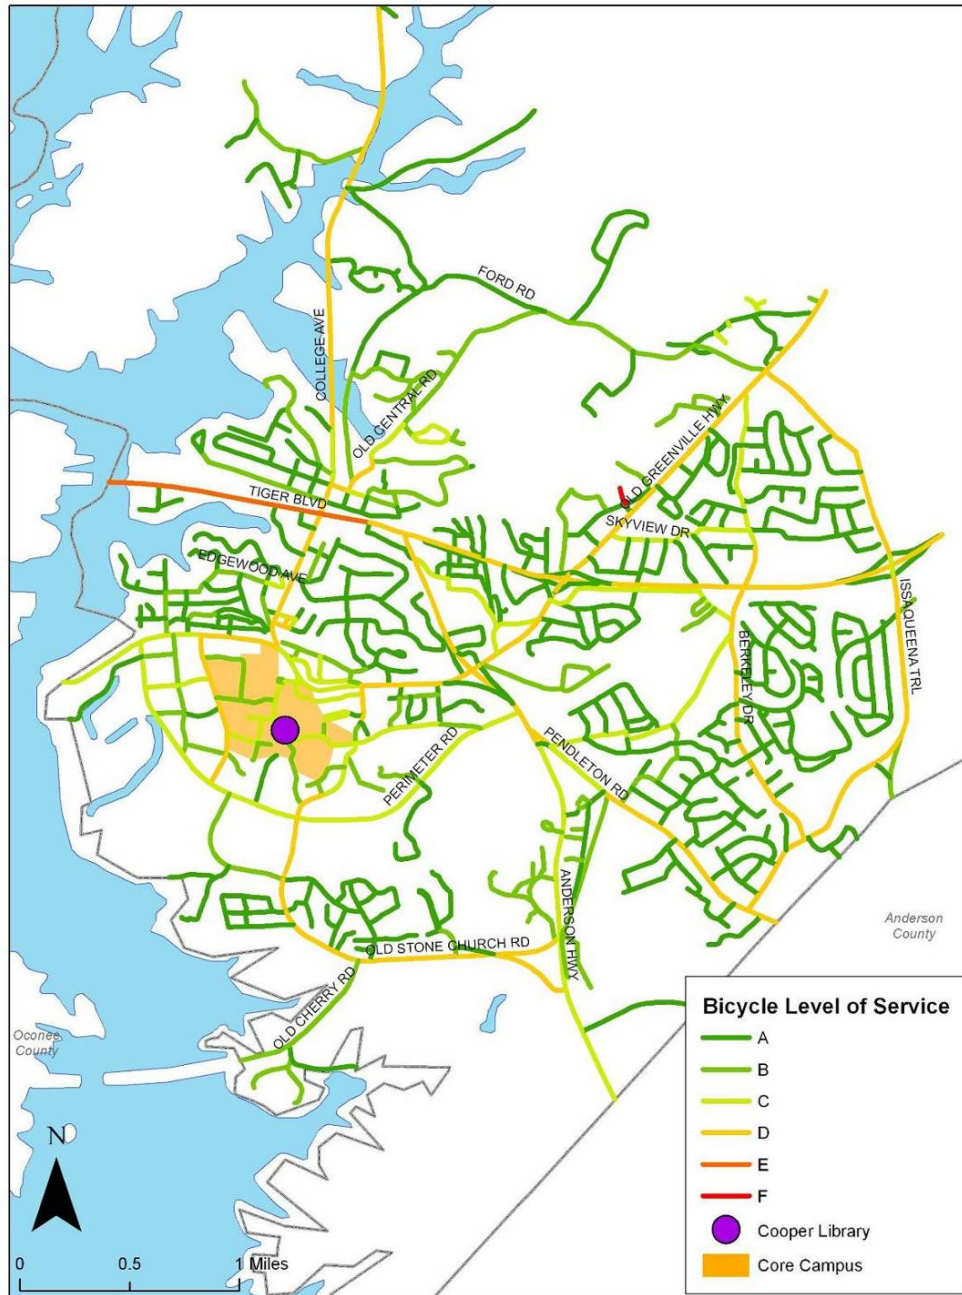 FORD RD
COLLEGE AVE
OLD CENTRAL RD
OLD GREENVILLE HWY
TIGER BLVD
SKYVIEW DR
EDGEWOOD AVE
ISSAQUEENA TRL
BERKELEY DR
PERIMETER RD
PENDLETON RD
ANDERSON HWY
OLD STONE CHURCH RD
Anderson
County
OLD CHERRY RD
Oconee
County
Bicycle Level of Service
A
B
C
D
E
F
Cooper Library
Core Campus
N
0 0.5 1 Miles